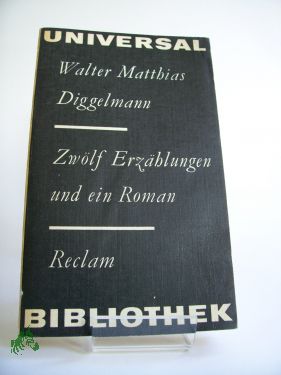 UNIVERSAL
Walter Matthias
Diggelmann
Zwölf Erzählungen
und ein Roman
Reclam
BIBLIOTHEK